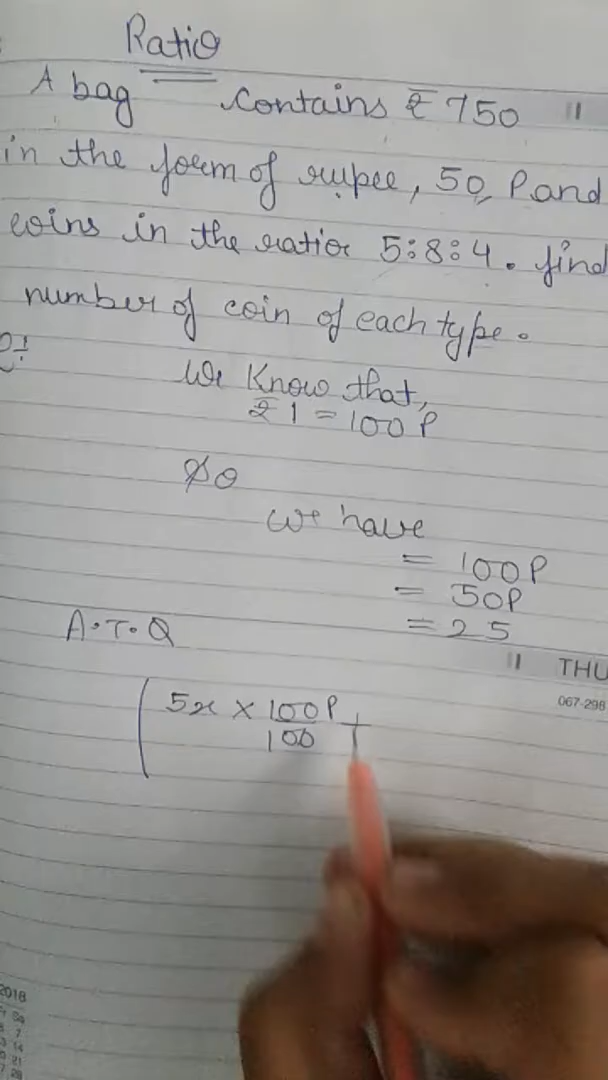 Ratio
A bag contains ₹ 750
in the form of rupee, 50 P and
coins in the ratio 5:8:4. find
number of coin of each type.
We Know that,
₹ 1 = 100 P
So
we have
= 100P
= 50P
= 25
A.T.Q
THU
067-298
5x × 100P +
100
2018